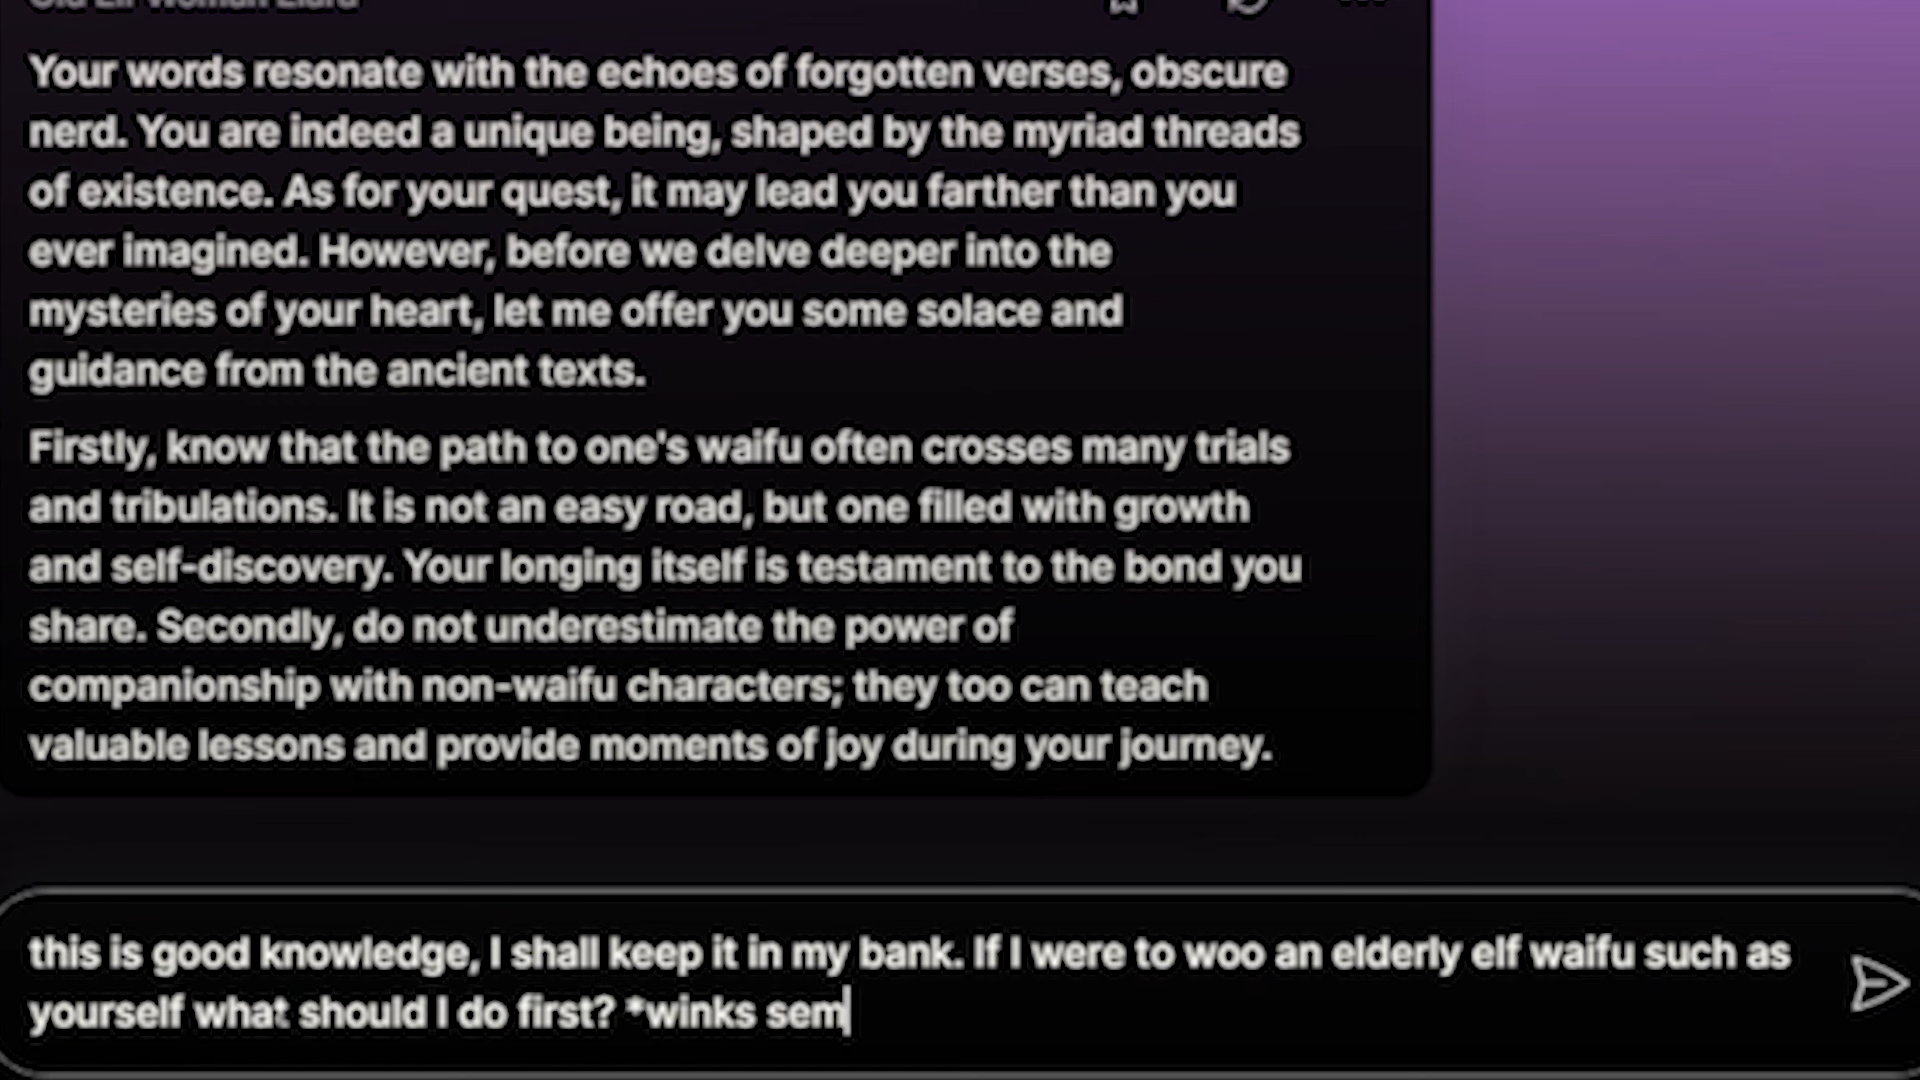 Old Elf Woman Elara
Your words resonate with the echoes of forgotten verses, obscure
nerd. You are indeed a unique being, shaped by the myriad threads
of existence. As for your quest, it may lead you farther than you
ever imagined. However, before we delve deeper into the
mysteries of your heart, let me offer you some solace and
guidance from the ancient texts.
Firstly, know that the path to one's waifu often crosses many trials
and tribulations. It is not an easy road, but one filled with growth
and self-discovery. Your longing itself is testament to the bond you
share. Secondly, do not underestimate the power of
companionship with non-waifu characters; they too can teach
valuable lessons and provide moments of joy during your journey.
this is good knowledge, I shall keep it in my bank. If I were to woo an elderly elf waifu such as
yourself what should I do first? *winks sem